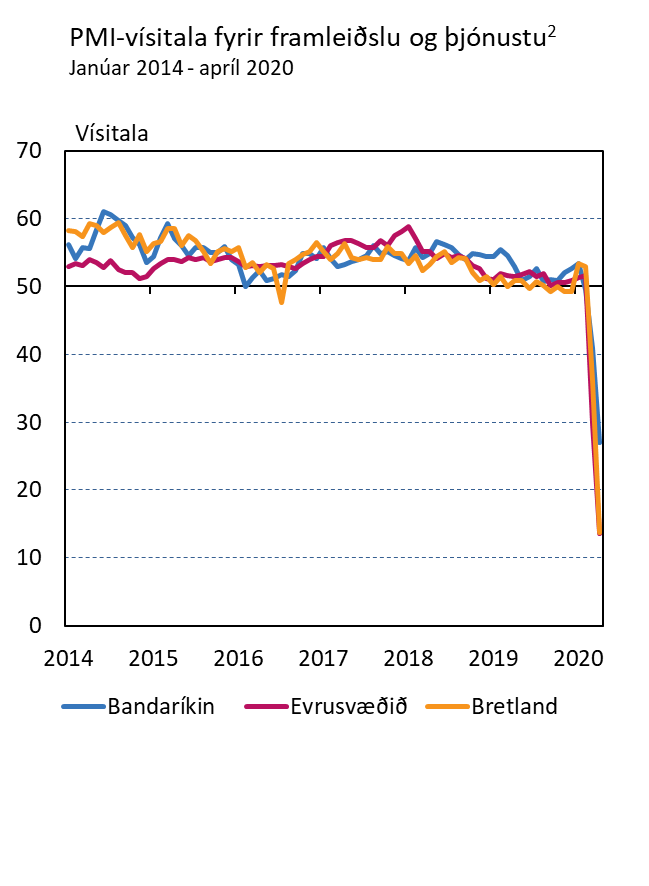 PMI-vísitala fyrir framleiðslu og þjónustu²
Janúar 2014 - apríl 2020
Vísitala
70
60
50
40
30
20
10
0
2014 2015 2016 2017 2018 2019 2020
Bandaríkin Evrusvæðið Bretland